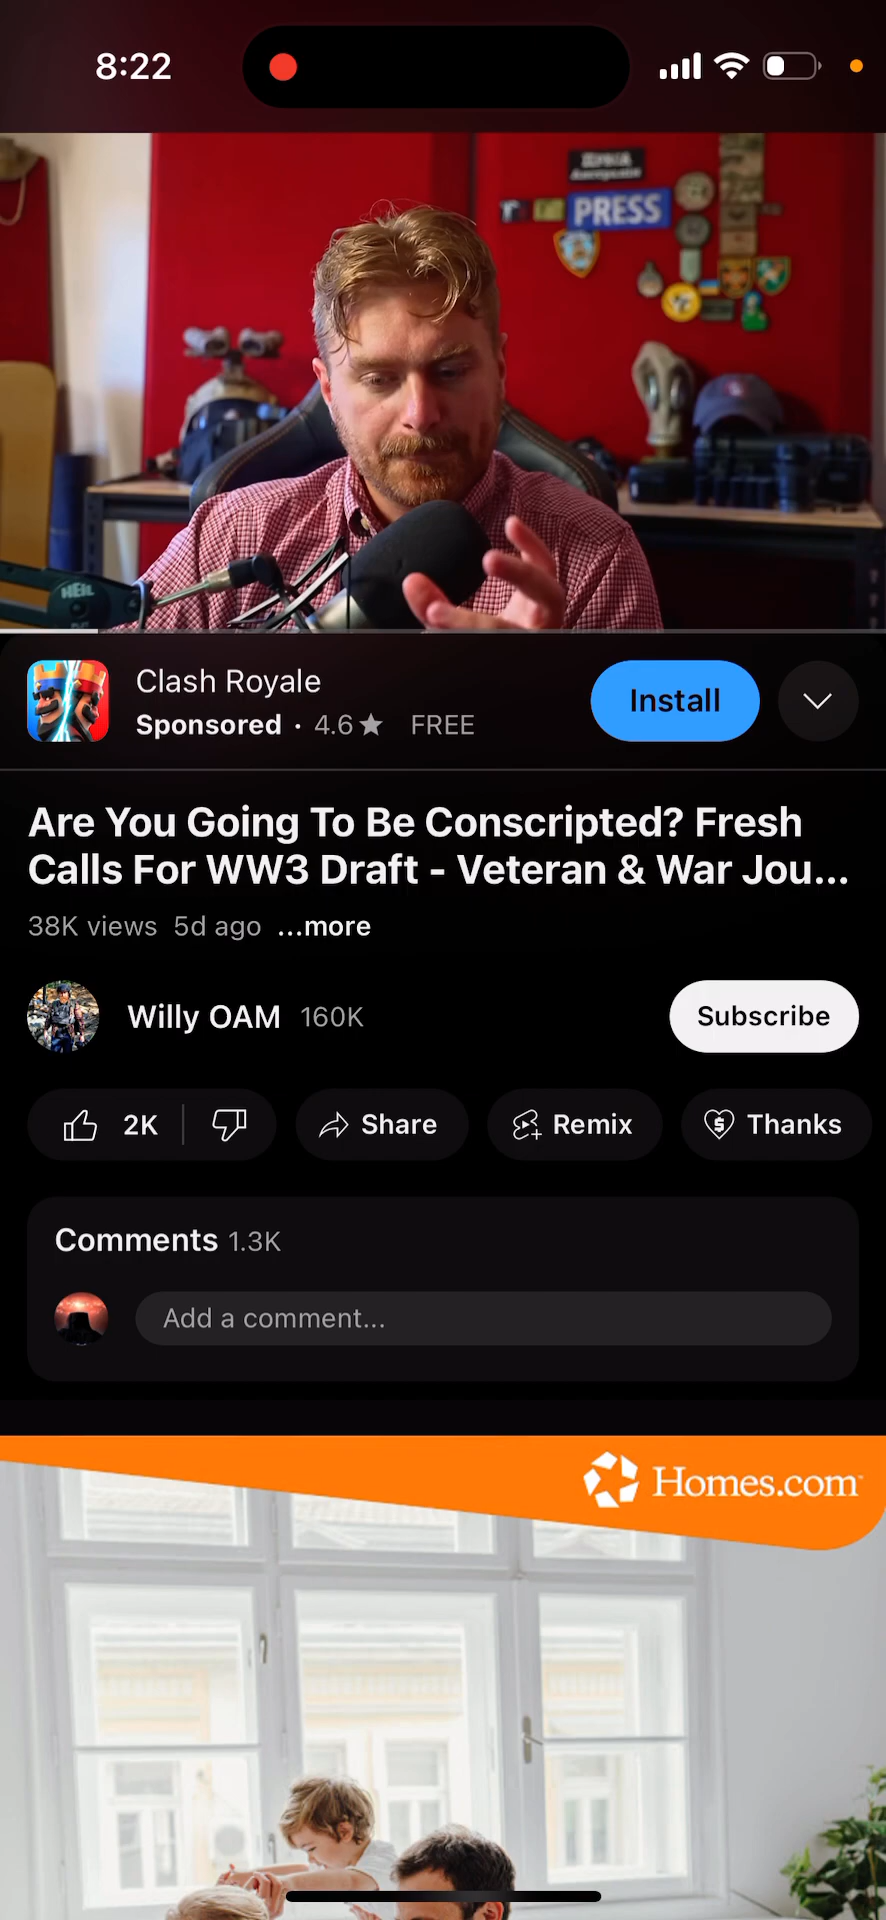 8:22
PRESS
HEIL
Clash Royale
Sponsored · 4.6★ FREE
Install
Are You Going To Be Conscripted? Fresh
Calls For WW3 Draft - Veteran & War Jou...
38K views 5d ago ...more
Willy OAM 160K
Subscribe
2K
Share
Remix
Thanks
Comments 1.3K
Add a comment...
Homes.com